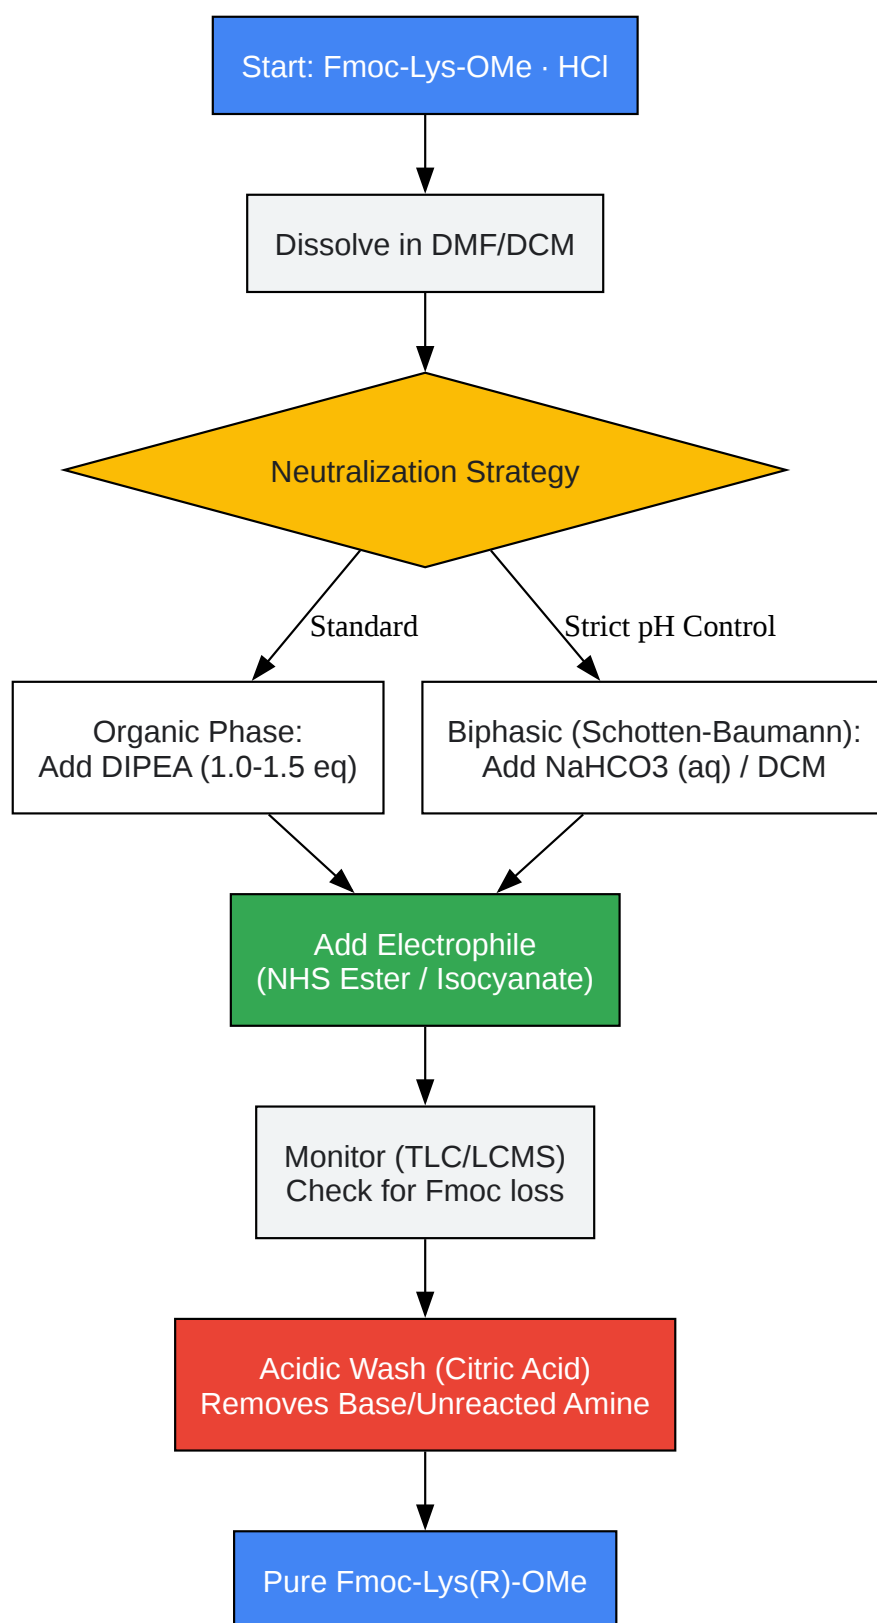 Start: Fmoc-Lys-OMe · HCl
Dissolve in DMF/DCM
Neutralization Strategy
Standard
Strict pH Control
Organic Phase:
Add DIPEA (1.0-1.5 eq)
Biphasic (Schotten-Baumann):
Add NaHCO3 (aq) / DCM
Add Electrophile
(NHS Ester / Isocyanate)
Monitor (TLC/LCMS)
Check for Fmoc loss
Acidic Wash (Citric Acid)
Removes Base/Unreacted Amine
Pure Fmoc-Lys(R)-OMe